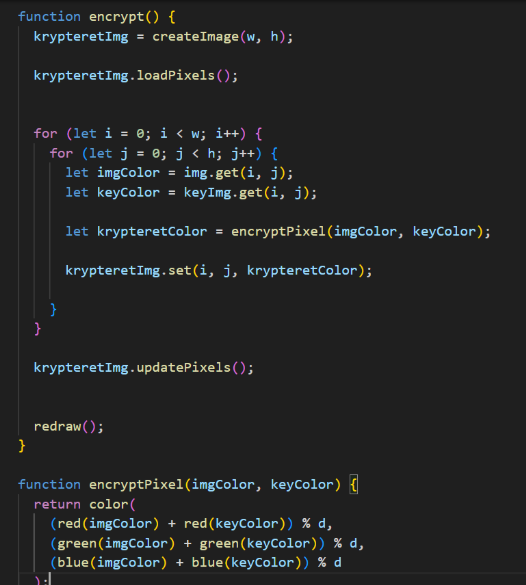 function encrypt() {
krypteretImg = createImage(w, h);
krypteretImg.loadPixels();
for (let i = 0; i < w; i++) {
for (let j = 0; j < h; j++) {
let imgColor = img.get(i, j);
let keyColor = keyImg.get(i, j);
let krypteretColor = encryptPixel(imgColor, keyColor);
krypteretImg.set(i, j, krypteretColor);
}
}
krypteretImg.updatePixels();
redraw();
}
function encryptPixel(imgColor, keyColor) {
return color(
(red(imgColor) + red(keyColor)) % d,
(green(imgColor) + green(keyColor)) % d,
(blue(imgColor) + blue(keyColor)) % d
);